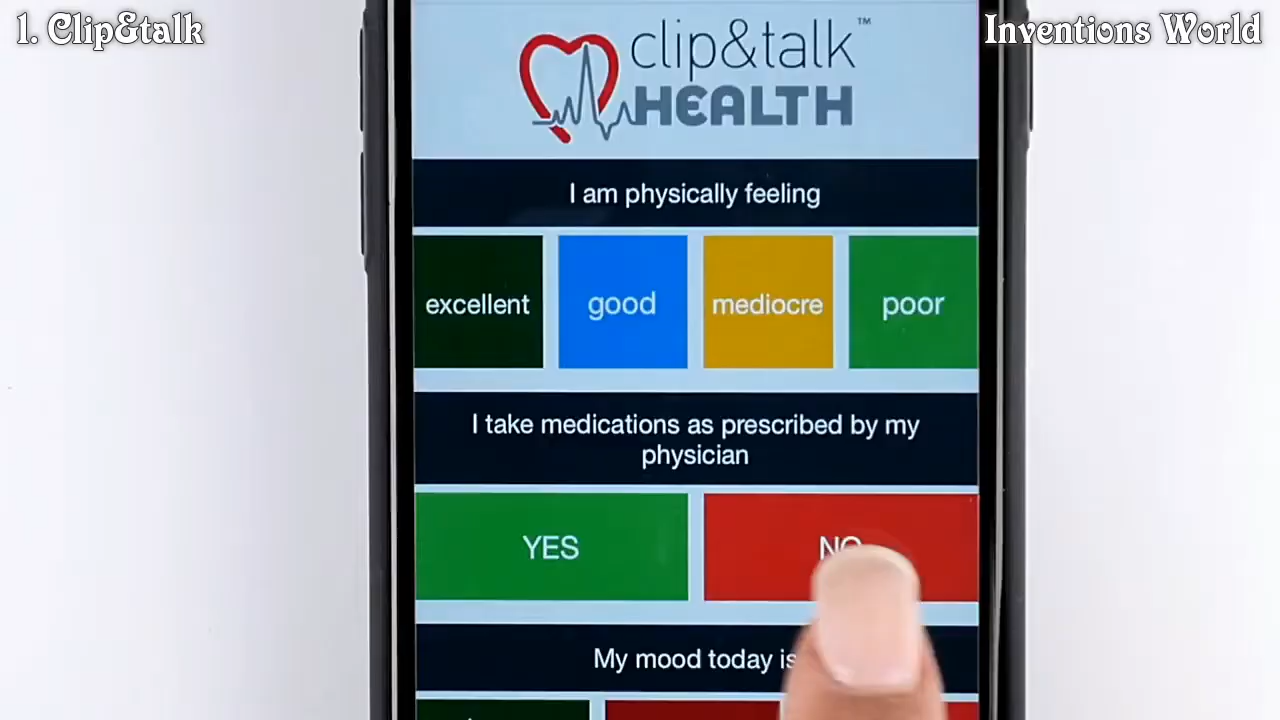 1. Clip&talk
Inventions World
clip&talk™
HEALTH
I am physically feeling
excellent
good
mediocre
poor
I take medications as prescribed by my
physician
YES
NO
My mood today is